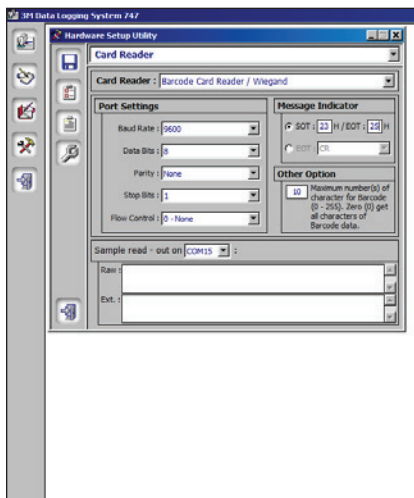 3M Data Logging System 747
Hardware Setup Utility
Card Reader
Card Reader : Barcode Card Reader / Wiegand
Port Settings
Baud Rate : 9600
Data Bits : 8
Parity : None
Stop Bits : 1
Flow Control : 0 - None
Message Indicator
SOT : 23 H / EOT : 25 H
EOT : CR
Other Option
10 Maximum number(s) of
character for Barcode
(0 - 255). Zero (0) get
all characters of
Barcode data.
Sample read - out on COM15 :
Raw :
Ext. :